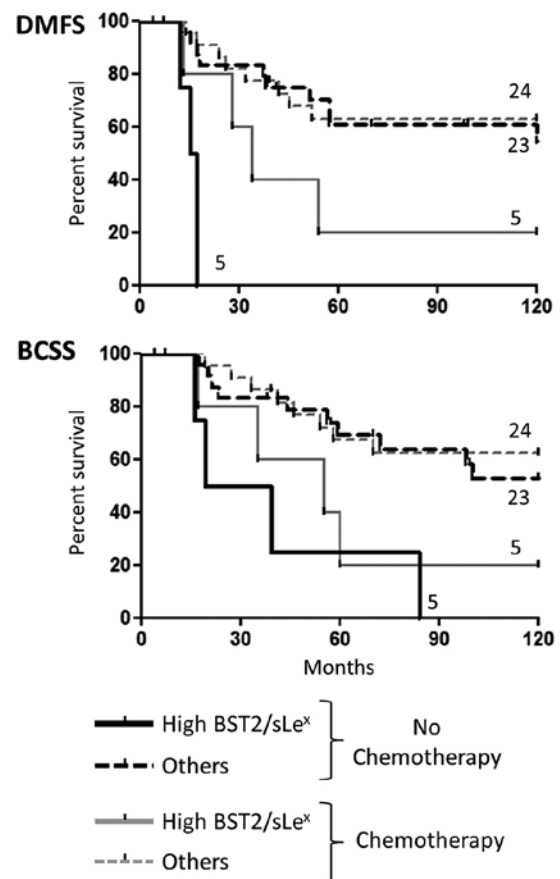 DMFS
Percent survival
100
80
60
40
20
0
24
23
5
5
0 30 60 90 120
BCSS
Percent survival
100
80
60
40
20
0
24
23
5
5
0 30 60 90 120
Months
High BST2/sLeˣ
Others
No Chemotherapy
High BST2/sLeˣ
Others
Chemotherapy